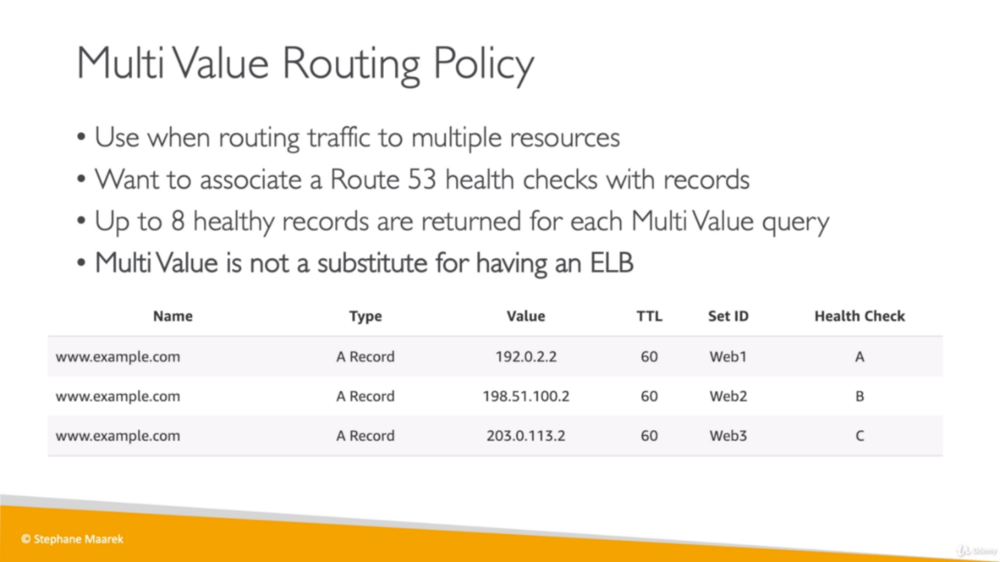 Multi Value Routing Policy
• Use when routing traffic to multiple resources
• Want to associate a Route 53 health checks with records
• Up to 8 healthy records are returned for each Multi Value query
• Multi Value is not a substitute for having an ELB
Name Type Value TTL Set ID Health Check
www.example.com A Record 192.0.2.2 60 Web1 A
www.example.com A Record 198.51.100.2 60 Web2 B
www.example.com A Record 203.0.113.2 60 Web3 C
© Stephane Maarek
Udemy